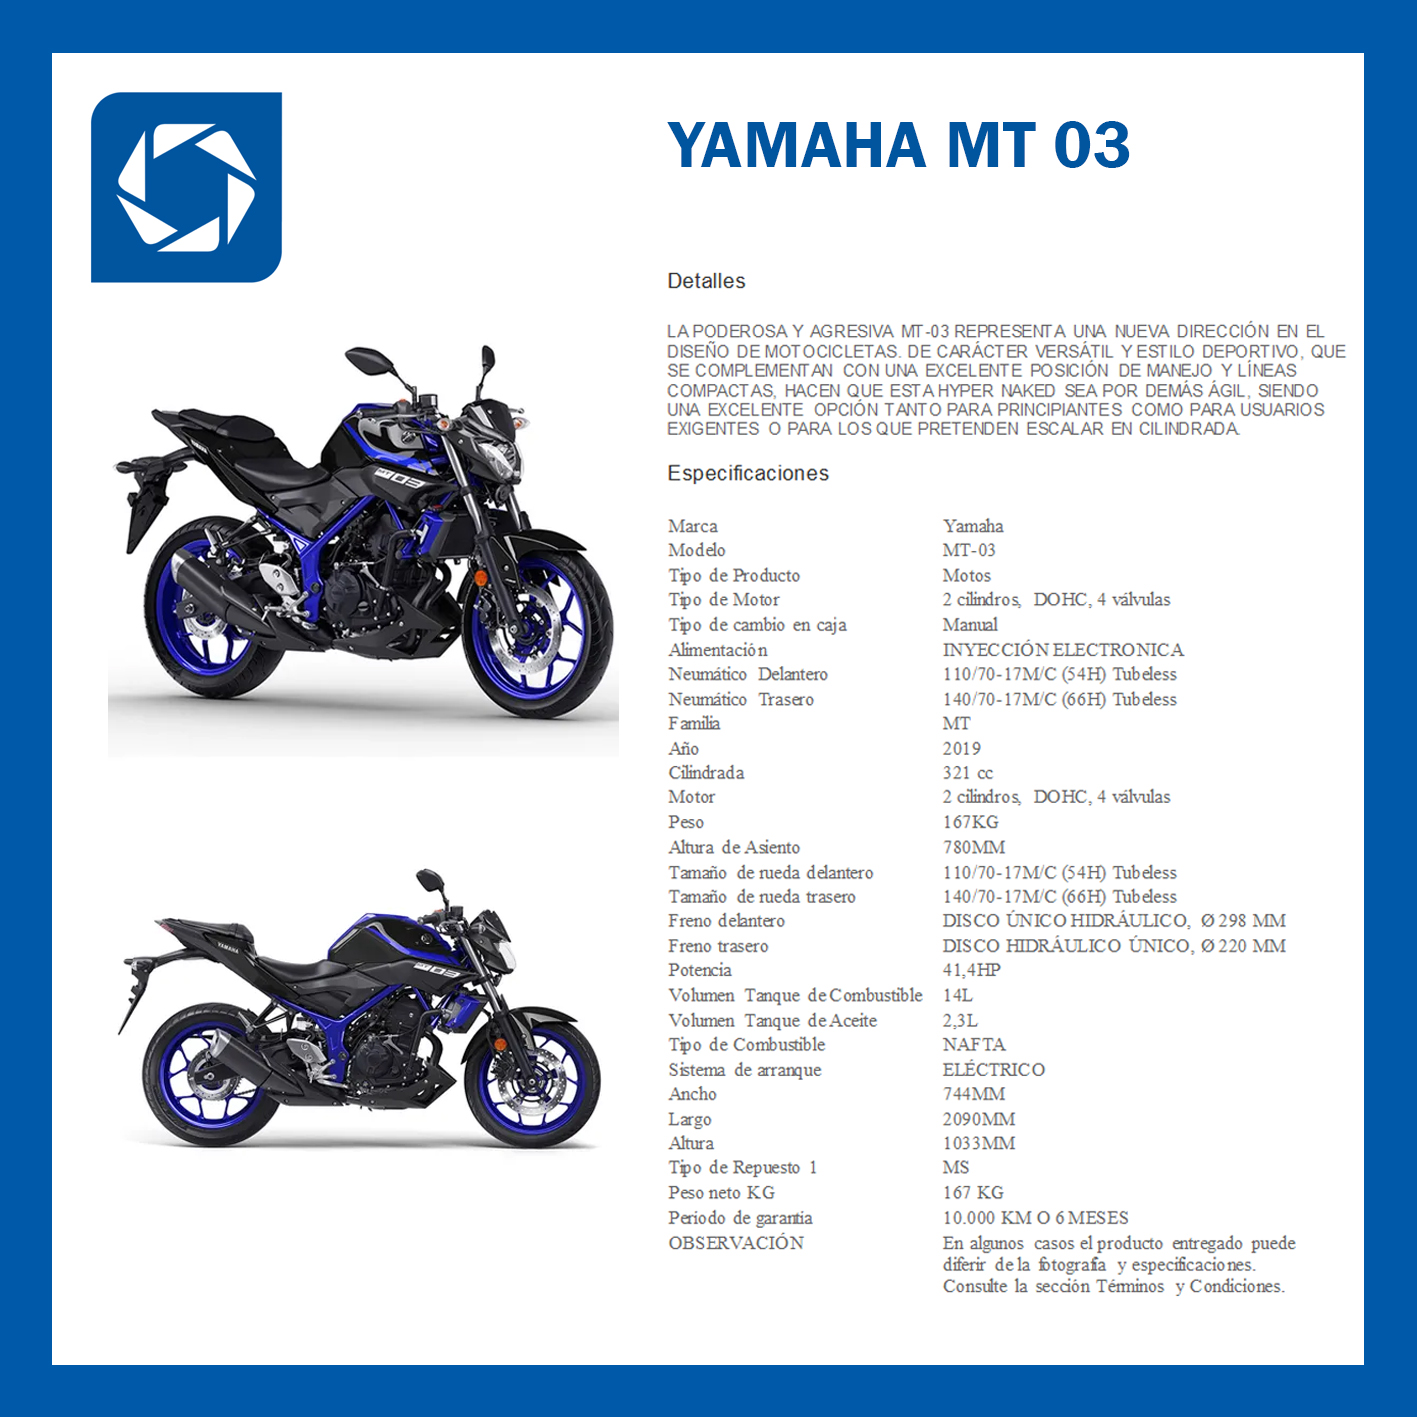 YAMAHA MT 03
Detalles
LA PODEROSA Y AGRESIVA MT-03 REPRESENTA UNA NUEVA DIRECCIÓN EN EL
DISEÑO DE MOTOCICLETAS. DE CARÁCTER VERSÁTIL Y ESTILO DEPORTIVO, QUE
SE COMPLEMENTAN CON UNA EXCELENTE POSICIÓN DE MANEJO Y LÍNEAS
COMPACTAS, HACEN QUE ESTA HYPER NAKED SEA POR DEMÁS ÁGIL, SIENDO
UNA EXCELENTE OPCIÓN TANTO PARA PRINCIPIANTES COMO PARA USUARIOS
EXIGENTES O PARA LOS QUE PRETENDEN ESCALAR EN CILINDRADA.
Especificaciones
Marca Yamaha
Modelo MT-03
Tipo de Producto Motos
Tipo de Motor 2 cilindros, DOHC, 4 válvulas
Tipo de cambio en caja Manual
Alimentación INYECCIÓN ELECTRONICA
Neumático Delantero 110/70-17M/C (54H) Tubeless
Neumático Trasero 140/70-17M/C (66H) Tubeless
Familia MT
Año 2019
Cilindrada 321 cc
Motor 2 cilindros, DOHC, 4 válvulas
Peso 167KG
Altura de Asiento 780MM
Tamaño de rueda delantero 110/70-17M/C (54H) Tubeless
Tamaño de rueda trasero 140/70-17M/C (66H) Tubeless
Freno delantero DISCO ÚNICO HIDRÁULICO, Ø 298 MM
Freno trasero DISCO HIDRÁULICO ÚNICO, Ø 220 MM
Potencia 41,4HP
Volumen Tanque de Combustible 14L
Volumen Tanque de Aceite 2,3L
Tipo de Combustible NAFTA
Sistema de arranque ELÉCTRICO
Ancho 744MM
Largo 2090MM
Altura 1033MM
Tipo de Repuesto 1 MS
Peso neto KG 167 KG
Periodo de garantia 10.000 KM O 6 MESES
OBSERVACIÓN En algunos casos el producto entregado puede
diferir de la fotografía y especificaciones.
Consulte la sección Términos y Condiciones.
YAMAHA
MT 03
YAMAHA
MT 03